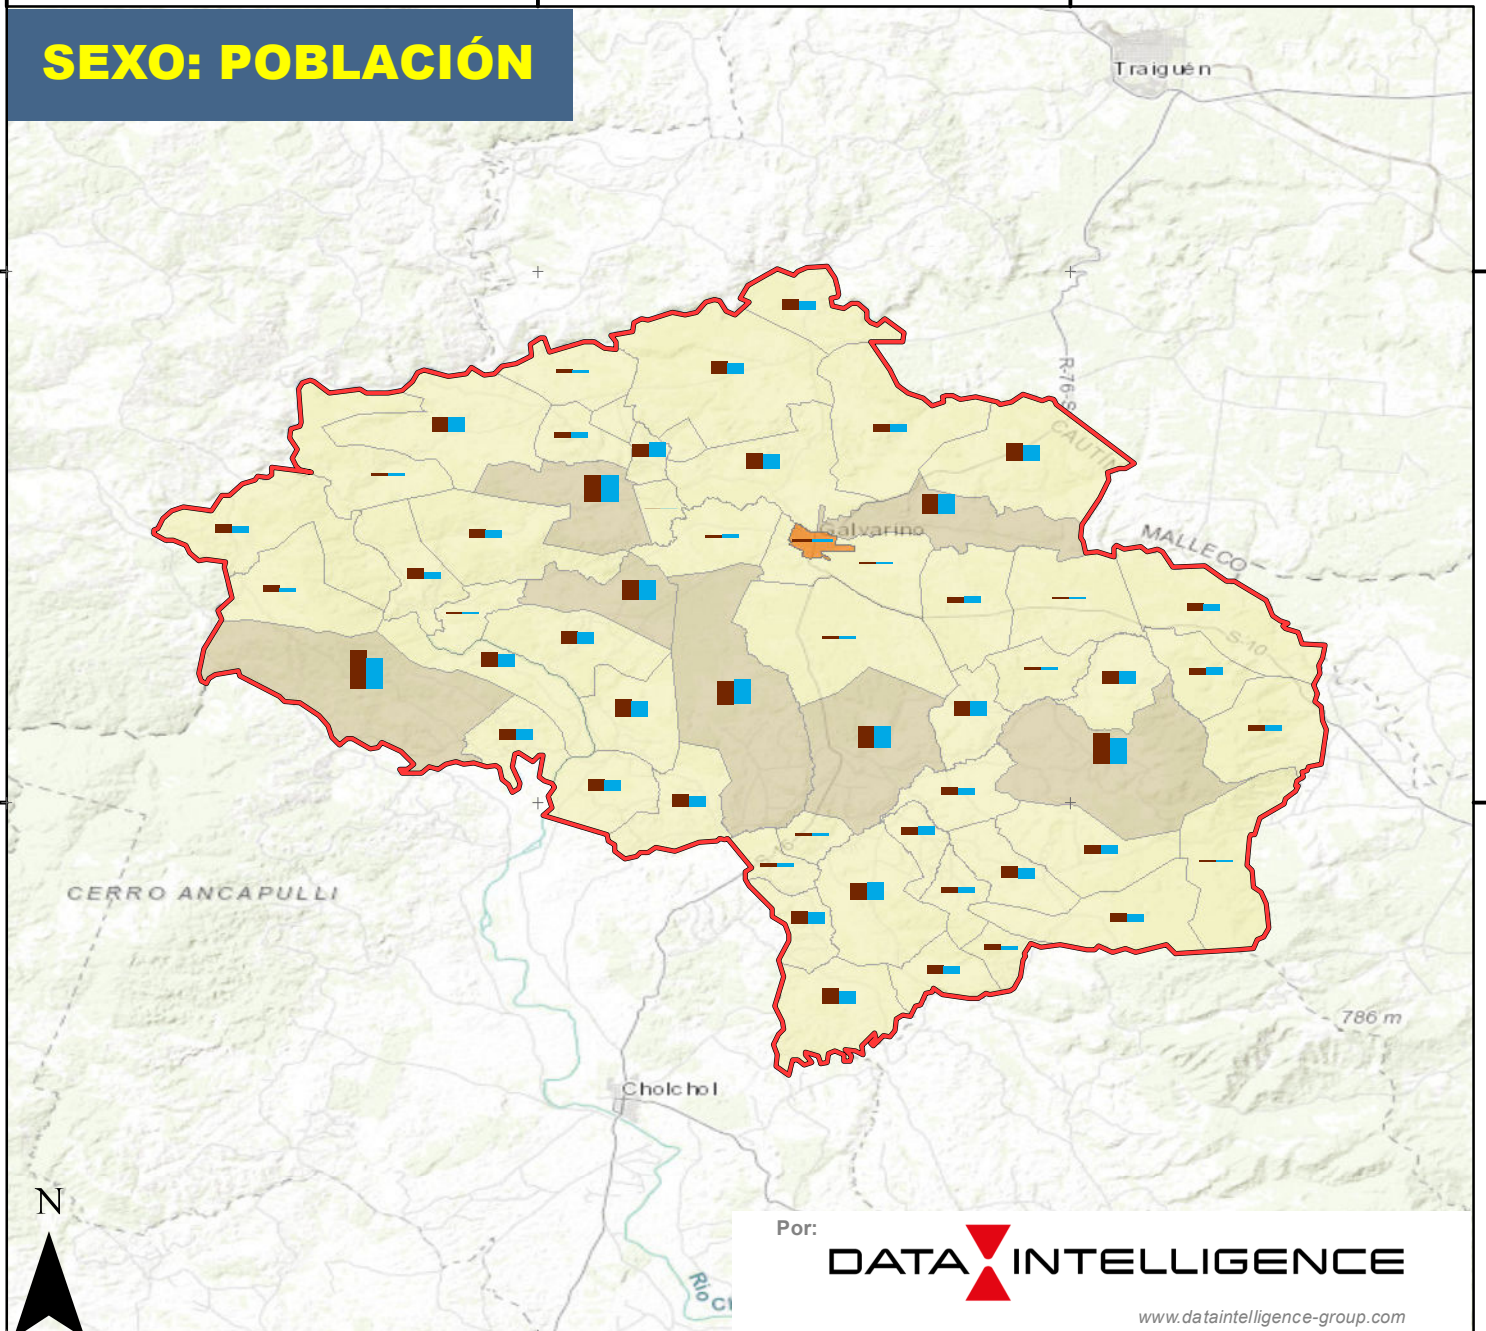 SEXO: POBLACIÓN
Traiguén
R-76-S
CAUTIN
Galvarino
MALLECO
S-10
CERRO ANCAPULLI
786 m
Cholchol
N
Por:
DATA INTELLIGENCE
Río
www.dataintelligence-group.com